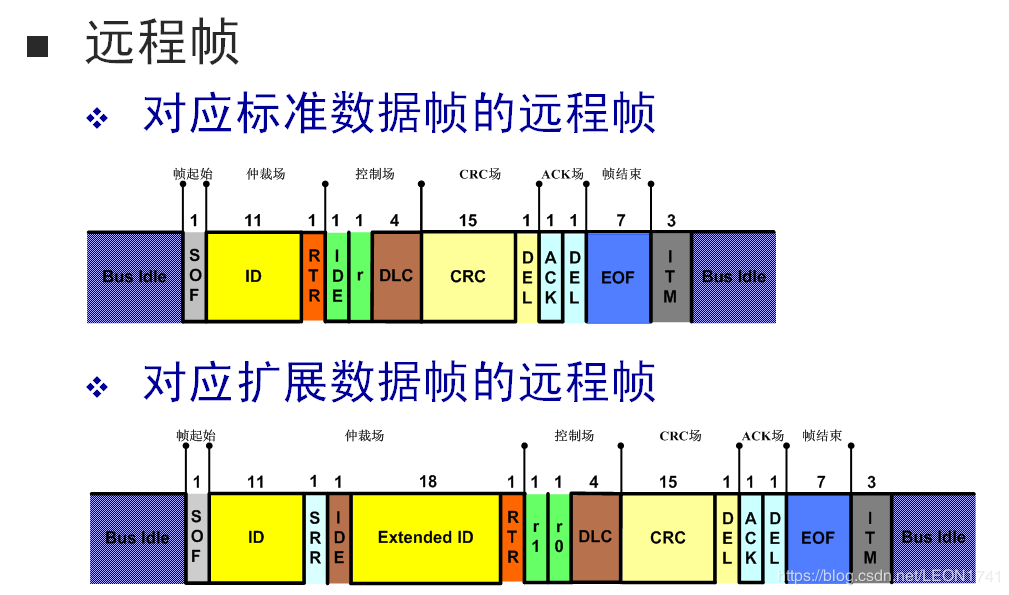 远程帧
对应标准数据帧的远程帧
帧起始 仲裁场 控制场 CRC场 ACK场 帧结束
1 11 1 1 1 4 15 1 1 1 7 3
Bus Idle SOF ID RTR IDE r DLC CRC DEL ACK DEL EOF ITM Bus Idle
对应扩展数据帧的远程帧
帧起始 仲裁场 控制场 CRC场 ACK场 帧结束
1 11 1 1 18 1 1 1 4 15 1 1 1 7 3
Bus Idle SOF ID SRR IDE Extended ID RTR r1 r0 DLC CRC DEL ACK DEL EOF ITM Bus Idle
https://blog.csdn.net/LEON1741